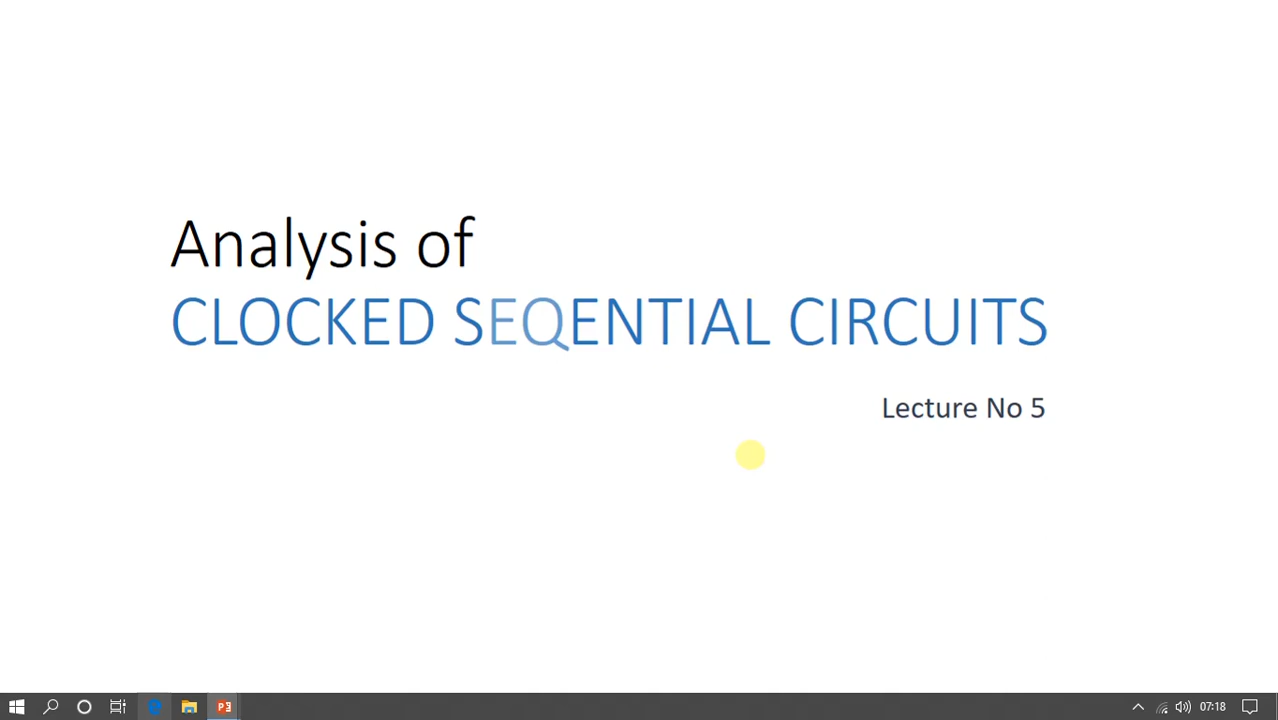 Analysis of
CLOCKED SEQENTIAL CIRCUITS
Lecture No 5
07:18